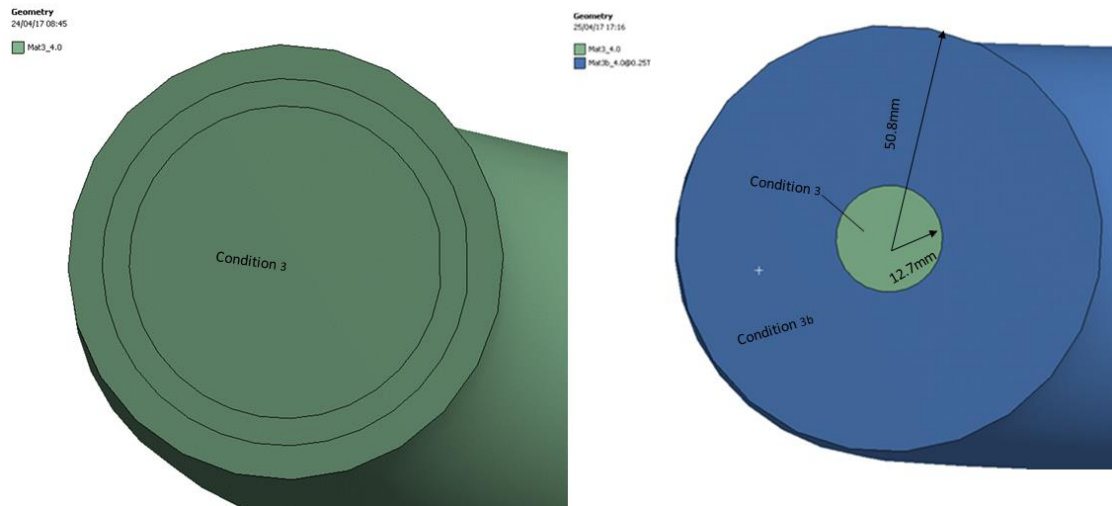 Geometry
24/04/17 08:45
Mat3_4.0
Condition 3
Geometry
25/04/17 17:16
Mat3_4.0
Mat3b_4.0@0.25T
50.8mm
Condition 3
12.7mm
Condition 3b